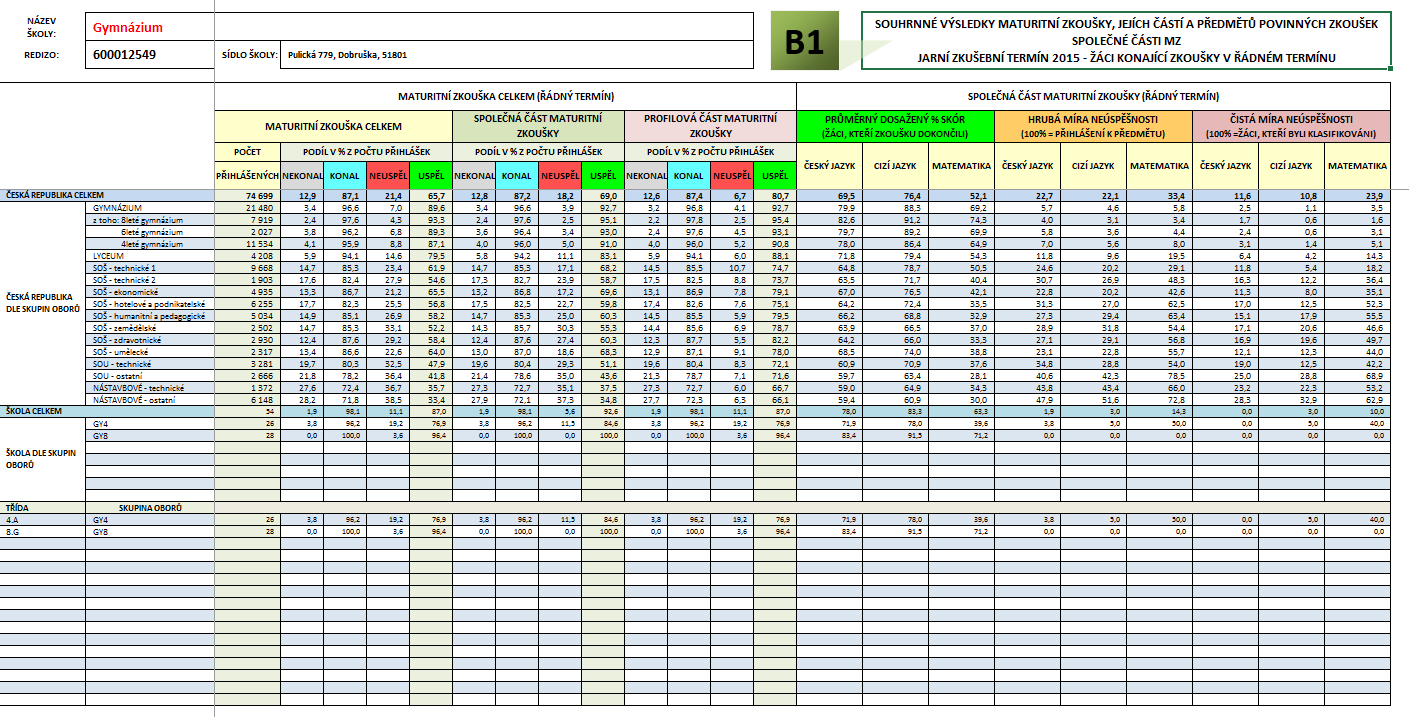 NÁZEV
ŠKOLY:
Gymnázium
REDIZO:
600012549
SÍDLO ŠKOLY:
Pulická 779, Dobruška, 51801
B1
SOUHRNNÉ VÝSLEDKY MATURITNÍ ZKOUŠKY, JEJÍCH ČÁSTÍ A PŘEDMĚTŮ POVINNÝCH ZKOUŠEK
SPOLEČNÉ ČÁSTI MZ
JARNÍ ZKUŠEBNÍ TERMÍN 2015 - ŽÁCI KONAJÍCÍ ZKOUŠKY V ŘÁDNÉM TERMÍNU
MATURITNÍ ZKOUŠKA CELKEM (ŘÁDNÝ TERMÍN)
SPOLEČNÁ ČÁST MATURITNÍ ZKOUŠKY (ŘÁDNÝ TERMÍN)
MATURITNÍ ZKOUŠKA CELKEM
SPOLEČNÁ ČÁST MATURITNÍ
ZKOUŠKY
PROFILOVÁ ČÁST MATURITNÍ
ZKOUŠKY
PRŮMĚRNÝ DOSAŽENÝ % SKÓR
(ŽÁCI, KTEŘÍ ZKOUŠKU DOKONČILI)
HRUBÁ MÍRA NEÚSPĚŠNOSTI
(100% = PŘIHLÁŠENÍ K PŘEDMĚTU)
ČISTÁ MÍRA NEÚSPĚŠNOSTI
(100% =ŽÁCI, KTEŘÍ BYLI KLASIFIKOVÁNI)
POČET
PŘIHLÁŠENÝCH
PODÍL V % Z POČTU PŘIHLÁŠEK
PODÍL V % Z POČTU PŘIHLÁŠEK
PODÍL V % Z POČTU PŘIHLÁŠEK
NEKONAL KONAL NEUSPĚL USPĚL NEKONAL KONAL NEUSPĚL USPĚL NEKONAL KONAL NEUSPĚL USPĚL
ČESKÝ JAZYK CIZÍ JAZYK MATEMATIKA ČESKÝ JAZYK CIZÍ JAZYK MATEMATIKA ČESKÝ JAZYK CIZÍ JAZYK MATEMATIKA
ČESKÁ REPUBLIKA CELKEM 74 699 12,9 87,1 21,4 65,7 12,8 87,2 18,2 69,0 12,6 87,4 6,7 80,7 69,5 76,4 52,1 22,7 22,1 33,4 11,6 10,8 23,9
ČESKÁ REPUBLIKA
DLE SKUPIN OBORŮ
GYMNÁZIUM 21 480 3,4 96,6 7,0 89,6 3,4 96,6 3,9 92,7 3,2 96,8 4,1 92,7 79,9 88,3 69,2 5,7 4,6 5,8 2,5 1,1 3,5
z toho: 8leté gymnázium 7 919 2,4 97,6 4,3 93,3 2,4 97,6 2,5 95,1 2,2 97,8 2,5 95,4 82,6 91,2 74,3 4,0 3,1 3,4 1,7 0,6 1,6
6leté gymnázium 2 027 3,8 96,2 6,8 89,3 3,6 96,4 3,4 93,0 2,4 97,6 4,5 93,1 79,7 89,2 69,9 5,8 3,6 4,4 2,4 0,6 3,1
4leté gymnázium 11 534 4,1 95,9 8,8 87,1 4,0 96,0 5,0 91,0 4,0 96,0 5,2 90,8 78,0 86,4 64,9 7,0 5,6 8,0 3,1 1,4 5,1
LYCEUM 4 208 5,9 94,1 14,6 79,5 5,8 94,2 11,1 83,1 5,9 94,1 6,0 88,1 71,8 79,4 54,3 11,8 9,6 19,5 6,4 4,2 14,3
SOŠ - technické 1 9 668 14,7 85,3 23,4 61,9 14,7 85,3 17,1 68,2 14,5 85,5 10,7 74,7 64,8 78,7 50,5 24,6 20,2 29,1 11,8 5,4 18,2
SOŠ - technické 2 1 903 17,6 82,4 27,9 54,6 17,3 82,7 23,9 58,7 17,5 82,5 8,8 73,7 63,5 71,7 40,4 30,7 26,9 48,3 16,3 12,2 36,4
SOŠ - ekonomické 4 935 13,3 86,7 21,2 65,5 13,2 86,8 17,2 69,6 13,1 86,9 7,8 79,1 67,0 76,5 42,1 22,8 20,2 42,6 11,3 8,0 35,1
SOŠ - hotelové a podnikatelské 6 255 17,7 82,3 25,5 56,8 17,5 82,5 22,7 59,8 17,4 82,6 7,6 75,1 64,2 72,4 33,5 31,3 27,0 62,5 17,0 12,5 52,3
SOŠ - humanitní a pedagogické 5 034 14,9 85,1 26,9 58,2 14,7 85,3 25,0 60,3 14,5 85,5 5,9 79,5 66,2 68,8 32,9 27,3 29,4 63,4 15,1 17,9 55,5
SOŠ - zemědělské 2 502 14,7 85,3 33,1 52,2 14,3 85,7 30,3 55,3 14,4 85,6 6,9 78,7 63,9 66,5 37,0 28,9 31,8 54,4 17,1 20,6 46,6
SOŠ - zdravotnické 2 930 12,4 87,6 29,2 58,4 12,4 87,6 27,4 60,3 12,3 87,7 5,5 82,2 64,2 66,0 33,3 27,1 29,1 56,8 16,9 19,6 49,7
SOŠ - umělecké 2 317 13,4 86,6 22,6 64,0 13,0 87,0 18,6 68,3 12,9 87,1 9,1 78,0 68,5 74,0 38,8 23,1 22,8 55,7 12,1 12,3 44,0
SOU - technické 3 281 19,7 80,3 32,5 47,9 19,6 80,4 29,3 51,1 19,6 80,4 8,3 72,1 60,9 70,9 37,6 34,8 28,8 54,0 19,0 12,5 42,2
SOU - ostatní 2 666 21,8 78,2 36,4 41,8 21,4 78,6 35,0 43,6 21,3 78,7 7,1 71,6 59,7 63,4 28,1 40,6 42,3 78,5 25,0 28,8 68,9
NÁSTAVBOVÉ - technické 1 372 27,6 72,4 36,7 35,7 27,3 72,7 35,1 37,5 27,3 72,7 6,0 66,7 59,0 64,9 34,3 43,8 43,4 66,0 23,2 22,3 53,2
NÁSTAVBOVÉ - ostatní 6 148 28,2 71,8 38,5 33,4 27,9 72,1 37,3 34,8 27,7 72,3 6,3 66,1 59,4 60,9 30,0 47,9 51,6 72,8 28,3 32,9 62,9
ŠKOLA CELKEM 54 1,9 98,1 11,1 87,0 1,9 98,1 5,6 92,6 1,9 98,1 11,1 87,0 78,0 83,3 63,3 1,9 3,0 14,3 0,0 3,0 10,0
ŠKOLA DLE SKUPIN
OBORŮ
GY4 26 3,8 96,2 19,2 76,9 3,8 96,2 11,5 84,6 3,8 96,2 19,2 76,9 71,9 78,0 39,6 3,8 5,0 50,0 0,0 5,0 40,0
GY8 28 0,0 100,0 3,6 96,4 0,0 100,0 0,0 100,0 0,0 100,0 3,6 96,4 83,4 91,5 71,2 0,0 0,0 0,0 0,0 0,0 0,0
TŘÍDA SKUPINA OBORŮ
4.A GY4 26 3,8 96,2 19,2 76,9 3,8 96,2 11,5 84,6 3,8 96,2 19,2 76,9 71,9 78,0 39,6 3,8 5,0 50,0 0,0 5,0 40,0
8.G GY8 28 0,0 100,0 3,6 96,4 0,0 100,0 0,0 100,0 0,0 100,0 3,6 96,4 83,4 91,5 71,2 0,0 0,0 0,0 0,0 0,0 0,0